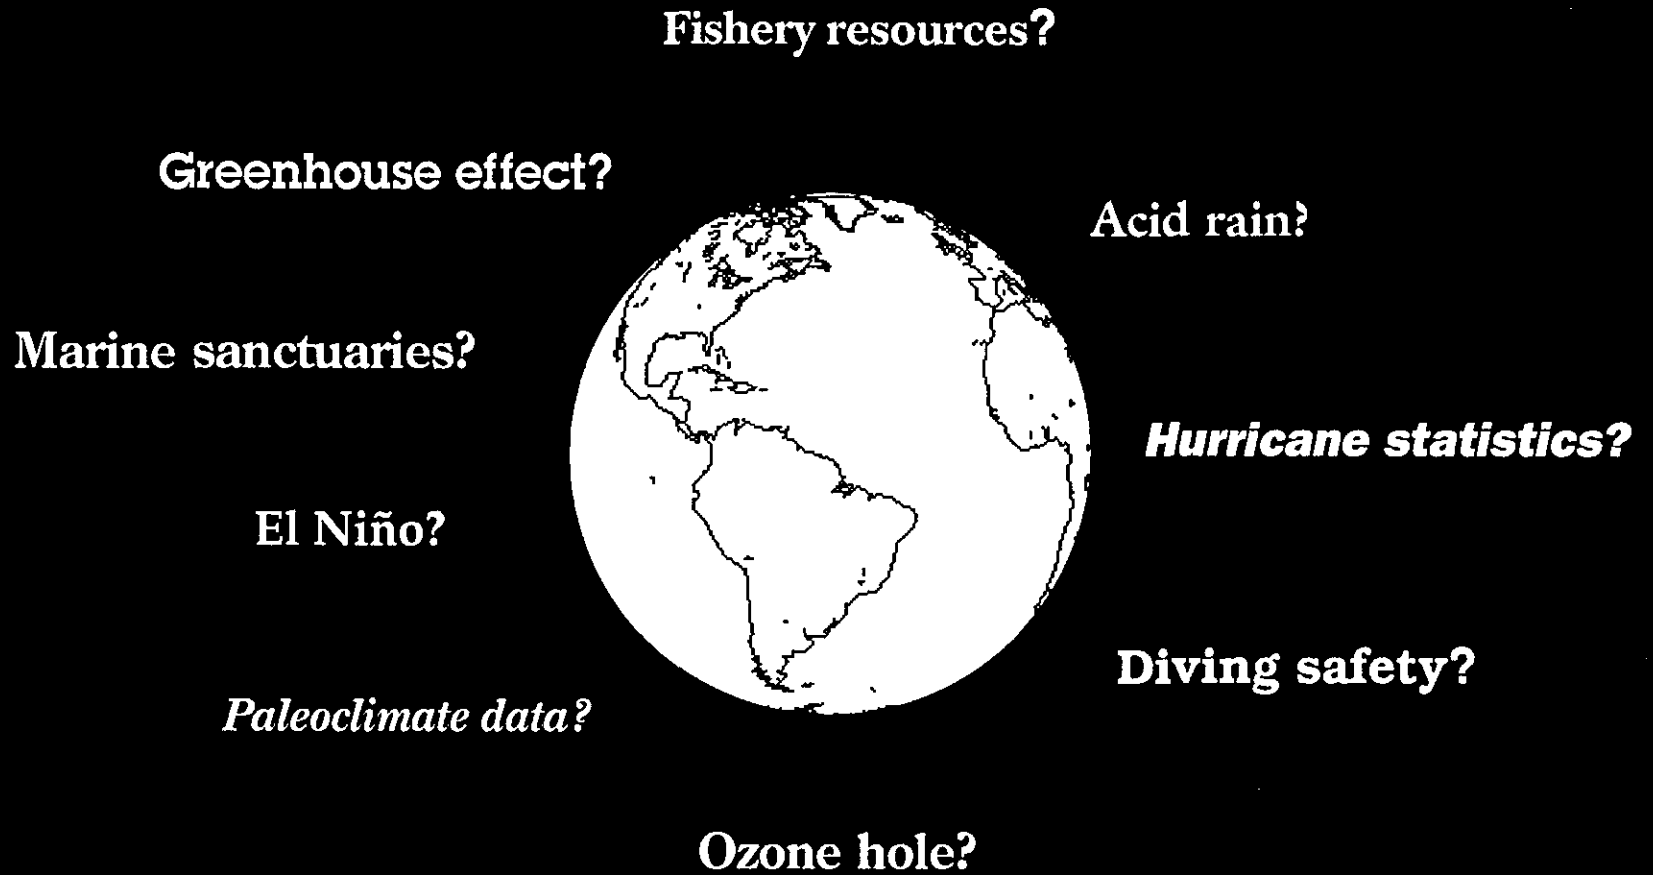 Fishery resources?
Greenhouse effect?
Acid rain?
Marine sanctuaries?
Hurricane statistics?
El Niño?
Diving safety?
Paleoclimate data?
Ozone hole?